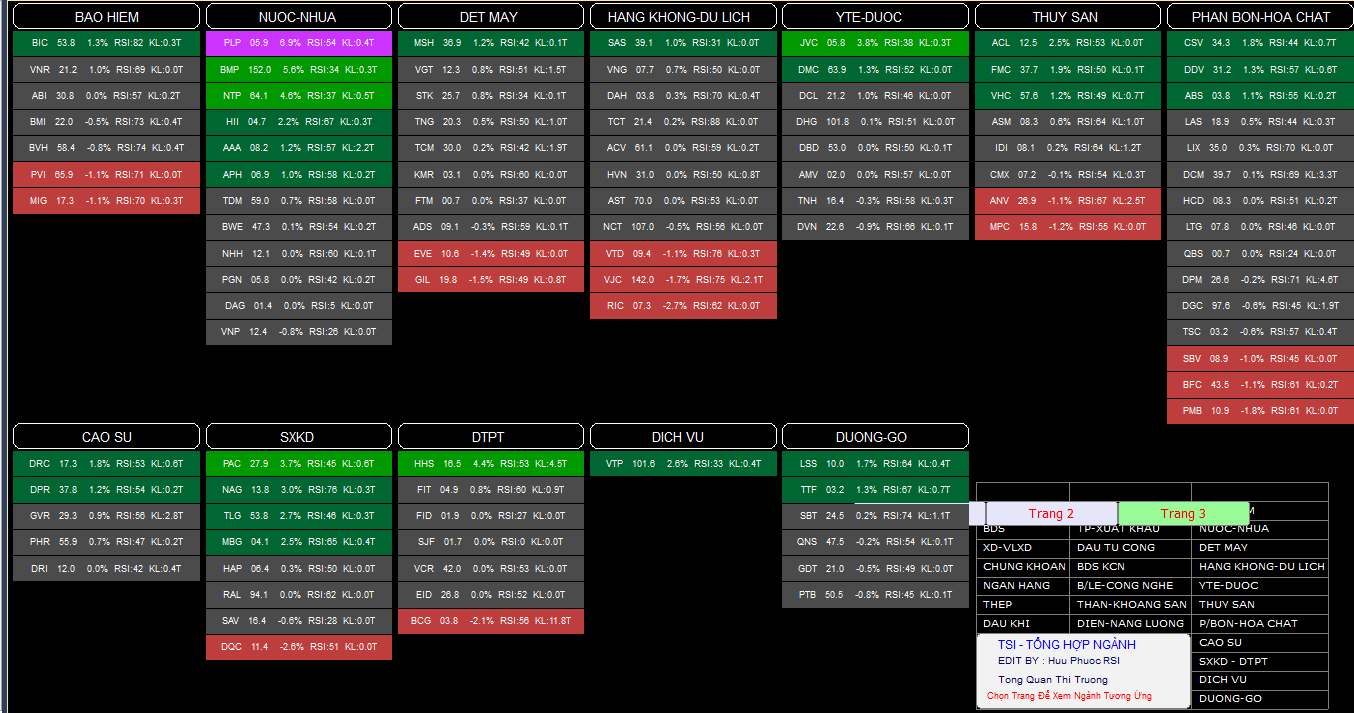 BAO HIEM
BIC 53.8 1.3% RSI:82 KL:0.3T
VNR 21.2 1.0% RSI:69 KL:0.0T
ABI 30.8 0.0% RSI:57 KL:0.2T
BMI 22.0 -0.5% RSI:73 KL:0.4T
BVH 58.4 -0.8% RSI:74 KL:0.4T
PVI 65.9 -1.1% RSI:71 KL:0.0T
MIG 17.3 -1.1% RSI:70 KL:0.3T
NUOC-NHUA
PLP 05.9 6.9% RSI:54 KL:0.4T
BMP 152.0 5.6% RSI:34 KL:0.3T
NTP 64.1 4.6% RSI:37 KL:0.5T
HII 04.7 2.2% RSI:67 KL:0.3T
AAA 08.2 1.2% RSI:57 KL:2.2T
APH 06.9 1.0% RSI:58 KL:0.2T
TDM 59.0 0.7% RSI:58 KL:0.0T
BWE 47.3 0.1% RSI:54 KL:0.2T
NHH 12.1 0.0% RSI:60 KL:0.1T
PGN 05.8 0.0% RSI:42 KL:0.2T
DAG 01.4 0.0% RSI:5 KL:0.0T
VNP 12.4 -0.8% RSI:26 KL:0.0T
DET MAY
MSH 36.9 1.2% RSI:42 KL:0.1T
VGT 12.3 0.8% RSI:51 KL:1.5T
STK 25.7 0.8% RSI:34 KL:0.1T
TNG 20.3 0.5% RSI:50 KL:1.0T
TCM 30.0 0.2% RSI:42 KL:1.9T
KMR 03.1 0.0% RSI:60 KL:0.0T
FTM 00.7 0.0% RSI:37 KL:0.0T
ADS 09.1 -0.3% RSI:59 KL:0.1T
EVE 10.6 -1.4% RSI:49 KL:0.0T
GIL 19.8 -1.5% RSI:49 KL:0.8T
HANG KHONG-DU LICH
SAS 39.1 1.0% RSI:31 KL:0.0T
VNG 07.7 0.7% RSI:50 KL:0.0T
DAH 03.8 0.3% RSI:70 KL:0.4T
TCT 21.4 0.2% RSI:88 KL:0.0T
ACV 61.1 0.0% RSI:59 KL:0.2T
HVN 31.0 0.0% RSI:50 KL:0.8T
AST 70.0 0.0% RSI:53 KL:0.0T
NCT 107.0 -0.5% RSI:56 KL:0.0T
VTD 09.4 -1.1% RSI:76 KL:0.3T
VJC 142.0 -1.7% RSI:75 KL:2.1T
RIC 07.3 -2.7% RSI:62 KL:0.0T
YTE-DUOC
JVC 05.8 3.8% RSI:38 KL:0.3T
DMC 63.9 1.3% RSI:52 KL:0.0T
DCL 21.2 1.0% RSI:46 KL:0.0T
DHG 101.8 0.1% RSI:51 KL:0.0T
DBD 53.0 0.0% RSI:50 KL:0.1T
AMV 02.0 0.0% RSI:57 KL:0.0T
TNH 16.4 -0.3% RSI:58 KL:0.3T
DVN 22.6 -0.9% RSI:66 KL:0.1T
THUY SAN
ACL 12.5 2.5% RSI:53 KL:0.0T
FMC 37.7 1.9% RSI:50 KL:0.1T
VHC 57.6 1.2% RSI:49 KL:0.7T
ASM 08.3 0.6% RSI:64 KL:1.0T
IDI 08.1 0.2% RSI:64 KL:1.2T
CMX 07.2 -0.1% RSI:54 KL:0.3T
ANV 26.9 -1.1% RSI:67 KL:2.5T
MPC 15.8 -1.2% RSI:55 KL:0.0T
PHAN BON-HOA CHAT
CSV 34.3 1.8% RSI:44 KL:0.7T
DDV 31.2 1.3% RSI:57 KL:0.6T
ABS 03.8 1.1% RSI:55 KL:0.2T
LAS 18.9 0.5% RSI:44 KL:0.3T
LIX 35.0 0.3% RSI:70 KL:0.0T
DCM 39.7 0.1% RSI:69 KL:3.3T
HCD 08.3 0.0% RSI:51 KL:0.2T
LTG 07.8 0.0% RSI:46 KL:0.0T
QBS 00.7 0.0% RSI:24 KL:0.0T
DPM 26.6 -0.2% RSI:71 KL:4.6T
DGC 97.6 -0.6% RSI:45 KL:1.9T
TSC 03.2 -0.6% RSI:57 KL:0.4T
SBV 08.9 -1.0% RSI:45 KL:0.0T
BFC 43.5 -1.1% RSI:61 KL:0.2T
PMB 10.9 -1.8% RSI:61 KL:0.0T
CAO SU
DRC 17.3 1.8% RSI:53 KL:0.6T
DPR 37.8 1.2% RSI:54 KL:0.2T
GVR 29.3 0.9% RSI:56 KL:2.8T
PHR 55.9 0.7% RSI:47 KL:0.2T
DRI 12.0 0.0% RSI:42 KL:0.4T
SXKD
PAC 27.9 3.7% RSI:45 KL:0.6T
NAG 13.8 3.0% RSI:76 KL:0.3T
TLG 53.8 2.7% RSI:46 KL:0.3T
MBG 04.1 2.5% RSI:65 KL:0.4T
HAP 06.4 0.3% RSI:50 KL:0.0T
RAL 94.1 0.0% RSI:62 KL:0.0T
SAV 16.4 -0.6% RSI:28 KL:0.0T
DQC 11.4 -2.6% RSI:51 KL:0.0T
DTPT
HHS 16.5 4.4% RSI:53 KL:4.5T
FIT 04.9 0.8% RSI:60 KL:0.9T
FID 01.9 0.0% RSI:27 KL:0.0T
SJF 01.7 0.0% RSI:0 KL:0.0T
VCR 42.0 0.0% RSI:53 KL:0.0T
EID 26.8 0.0% RSI:52 KL:0.0T
BCG 03.8 -2.1% RSI:56 KL:11.8T
DICH VU
VTP 101.6 2.6% RSI:33 KL:0.4T
DUONG-GO
LSS 10.0 1.7% RSI:64 KL:0.4T
TTF 03.2 1.3% RSI:67 KL:0.7T
SBT 24.5 0.2% RSI:74 KL:1.1T
QNS 47.5 -0.2% RSI:54 KL:0.1T
GDT 21.0 -0.5% RSI:49 KL:0.0T
PTB 50.5 -0.8% RSI:45 KL:0.1T
Trang 2 Trang 3
BDS TP-XUAT KHAU NUOC-NHUA
XD-VLXD DAU TU CONG DET MAY
CHUNG KHOAN BDS KCN HANG KHONG-DU LICH
NGAN HANG B/LE-CONG NGHE YTE-DUOC
THEP THAN-KHOANG SAN THUY SAN
DAU KHI DIEN-NANG LUONG P/BON-HOA CHAT
CAO SU
SXKD - DTPT
DICH VU
DUONG-GO
TSI - TỔNG HỢP NGÀNH
EDIT BY : Huu Phuoc RSI
Tong Quan Thi Truong
Chọn Trang Để Xem Ngành Tương Ứng